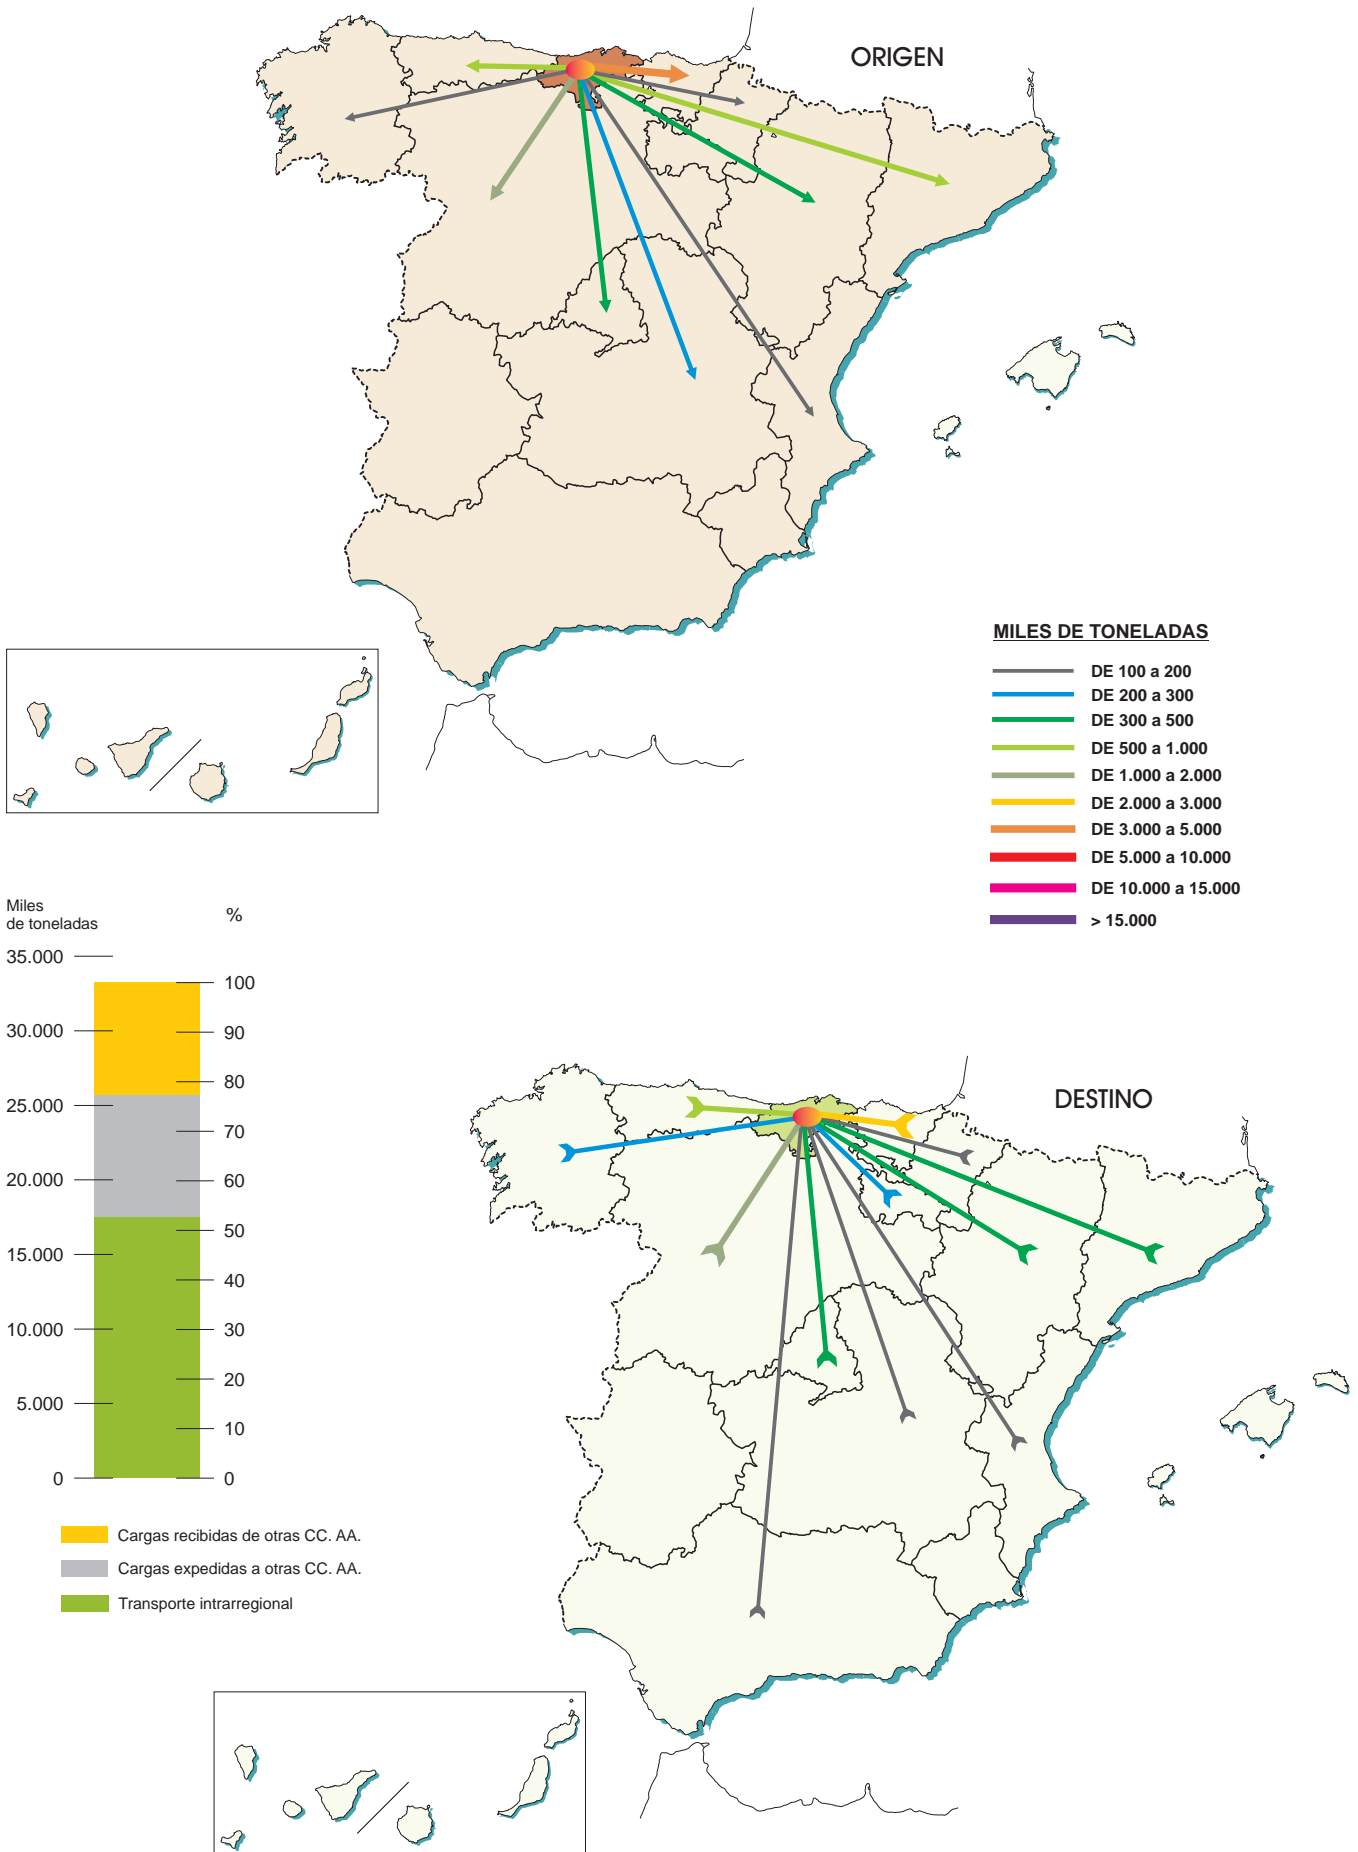 ORIGEN
MILES DE TONELADAS
DE 100 a 200
DE 200 a 300
DE 300 a 500
DE 500 a 1.000
DE 1.000 a 2.000
DE 2.000 a 3.000
DE 3.000 a 5.000
DE 5.000 a 10.000
DE 10.000 a 15.000
> 15.000
Miles
de toneladas
%
35.000
100
30.000
90
80
25.000
70
20.000
60
50
15.000
40
10.000
30
20
5.000
10
0
0
Cargas recibidas de otras CC. AA.
Cargas expedidas a otras CC. AA.
Transporte intrarregional
DESTINO